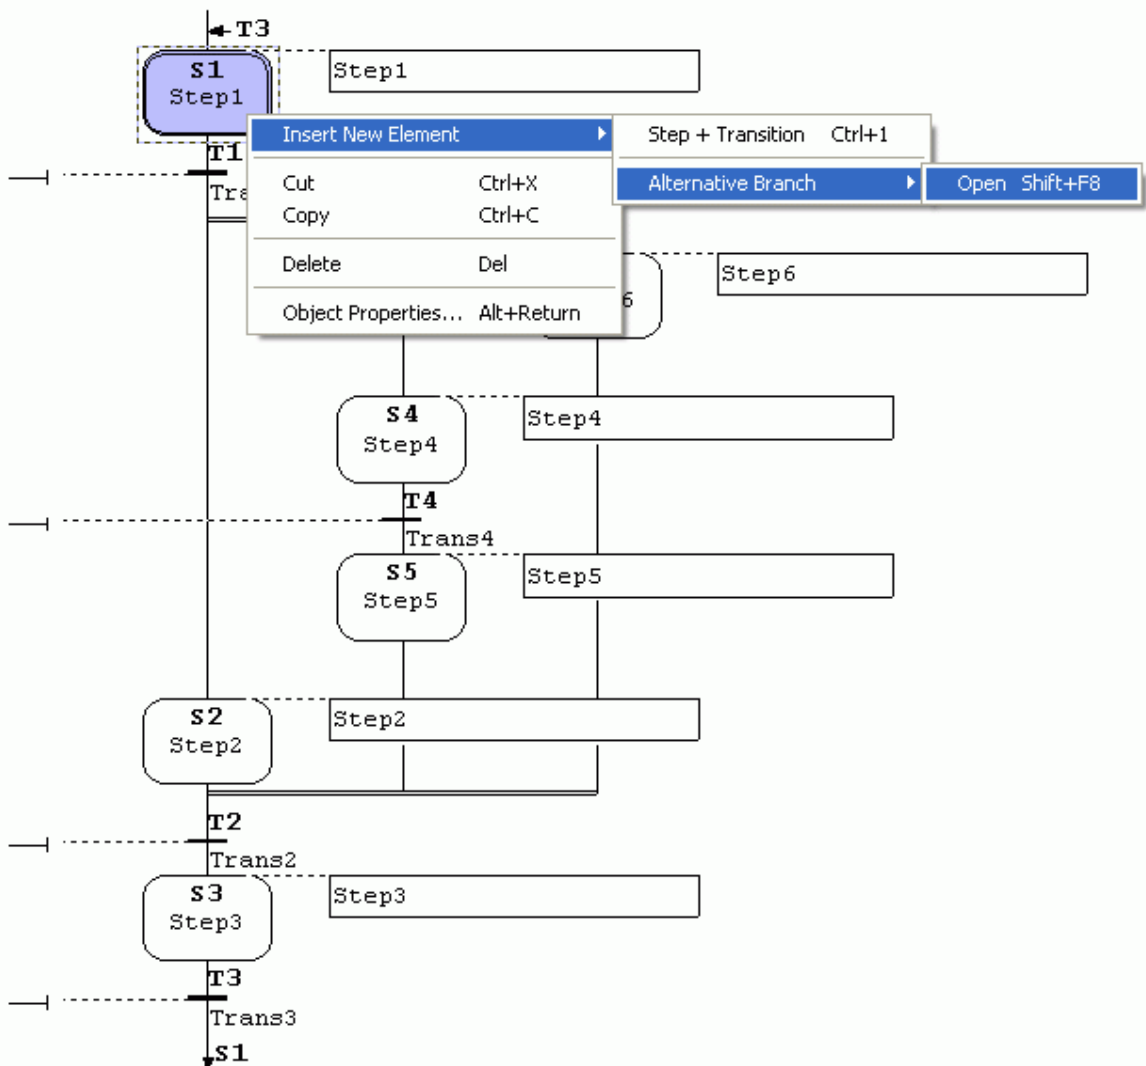 T3
S1
Step1
Step1
Insert New Element
Step + Transition Ctrl+1
T1
Cut Ctrl+X
Alternative Branch
Open Shift+F8
Copy Ctrl+C
Delete Del
Step6
6
Object Properties... Alt+Return
S4
Step4
Step4
T4
Trans4
S5
Step5
Step5
S2
Step2
Step2
T2
Trans2
S3
Step3
Step3
T3
Trans3
S1